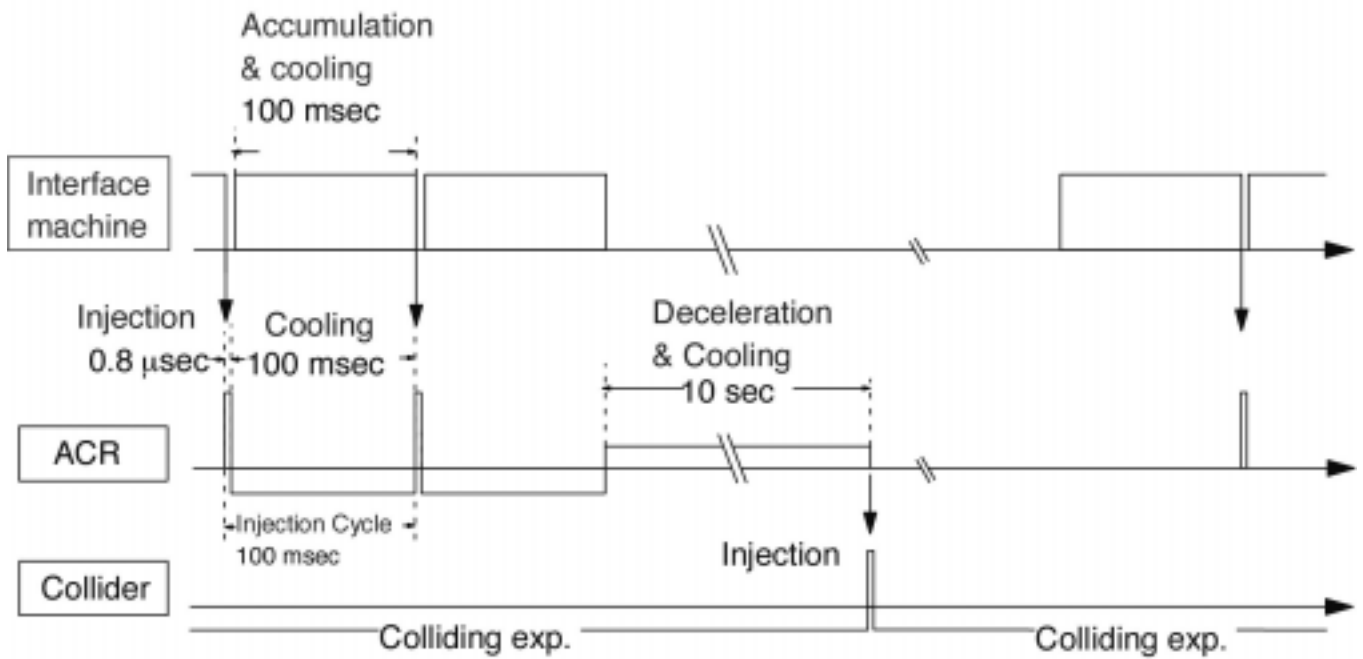 Accumulation
& cooling
100 msec
Interface
machine
Injection
0.8 μsec
Cooling
100 msec
Deceleration
& Cooling
10 sec
ACR
Injection Cycle
100 msec
Injection
Collider
Colliding exp.
Colliding exp.